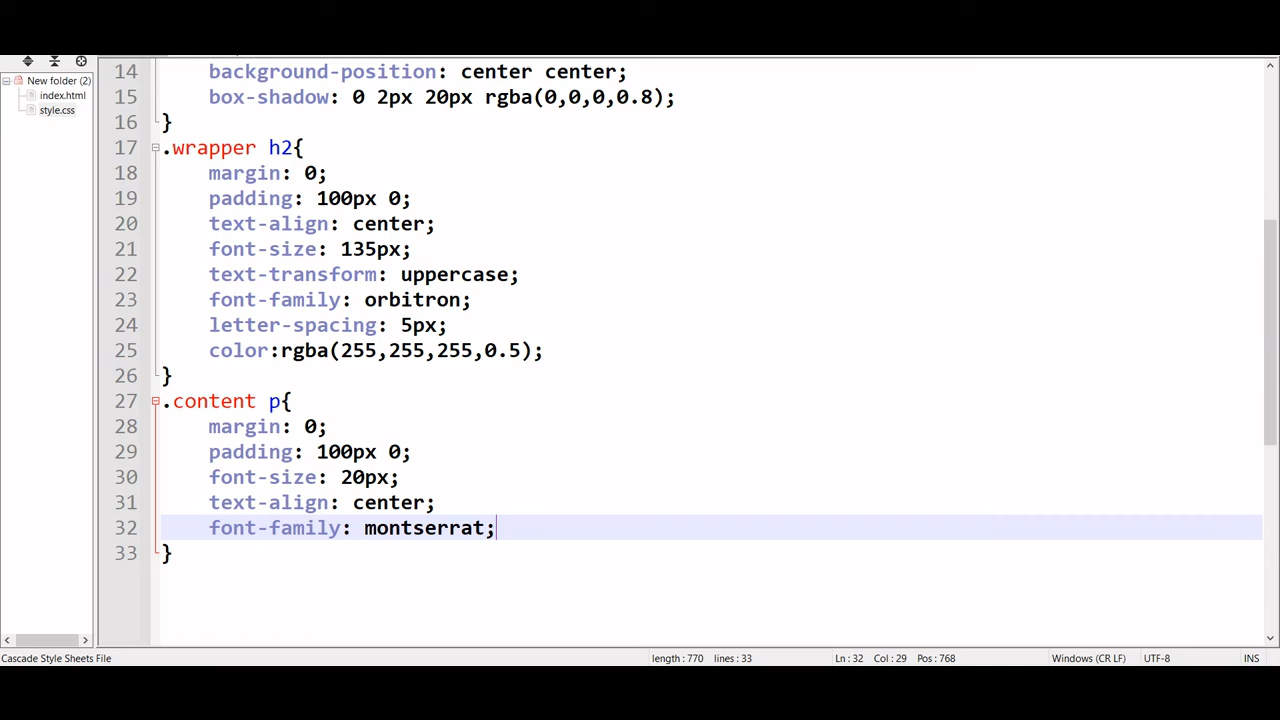 New folder (2)
index.html
style.css
14 background-position: center center;
15 box-shadow: 0 2px 20px rgba(0,0,0,0.8);
16 }
17 .wrapper h2{
18 margin: 0;
19 padding: 100px 0;
20 text-align: center;
21 font-size: 135px;
22 text-transform: uppercase;
23 font-family: orbitron;
24 letter-spacing: 5px;
25 color:rgba(255,255,255,0.5);
26 }
27 .content p{
28 margin: 0;
29 padding: 100px 0;
30 font-size: 20px;
31 text-align: center;
32 font-family: montserrat;
33 }
Cascade Style Sheets File length : 770 lines : 33 Ln : 32 Col : 29 Pos : 768 Windows (CR LF) UTF-8 INS